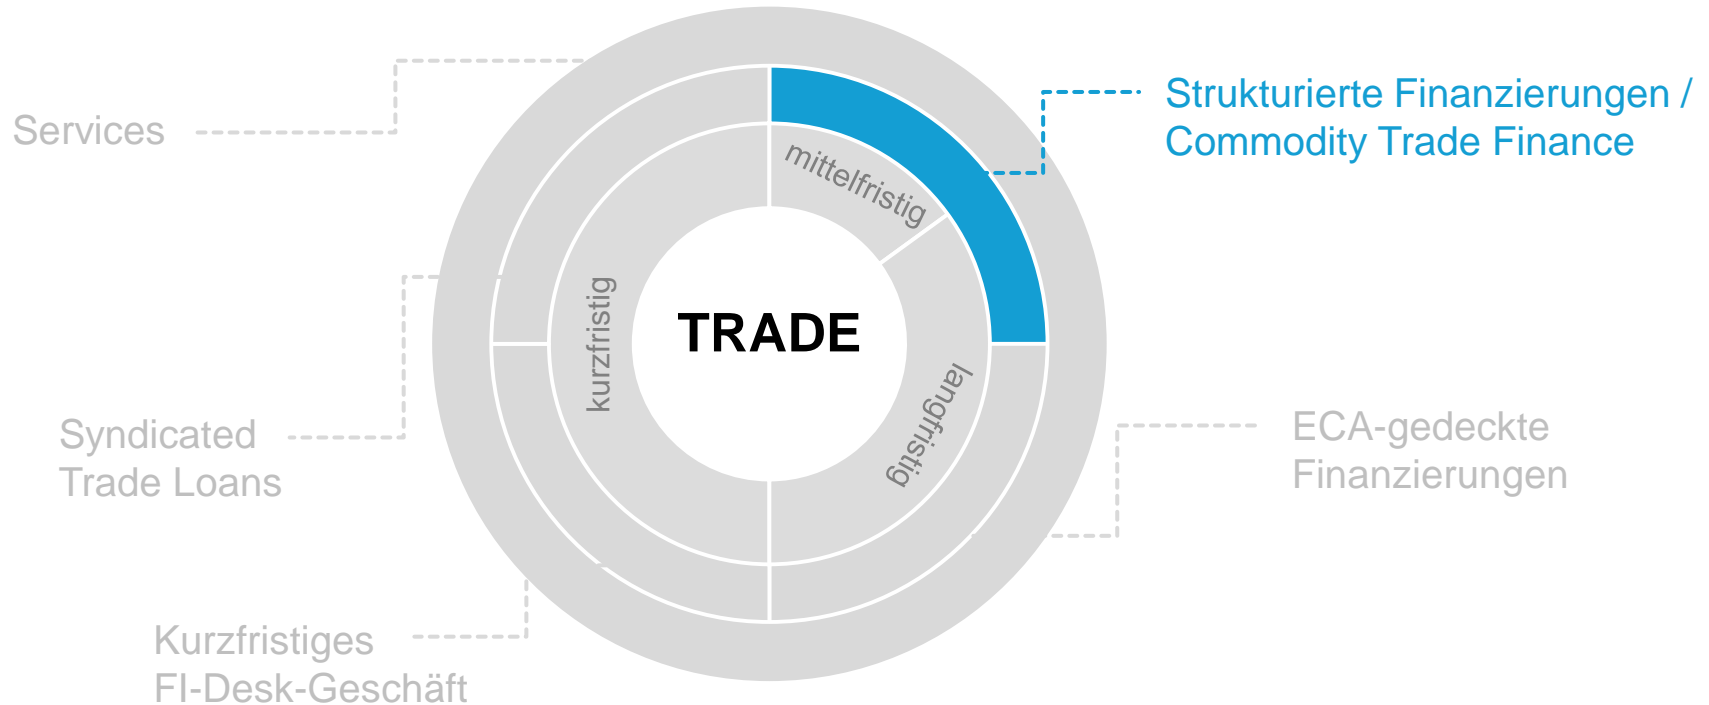 Services
Strukturierte Finanzierungen /
Commodity Trade Finance
mittelfristig
kurzfristig
TRADE
langfristig
Syndicated
Trade Loans
ECA-gedeckte
Finanzierungen
Kurzfristiges
FI-Desk-Geschäft